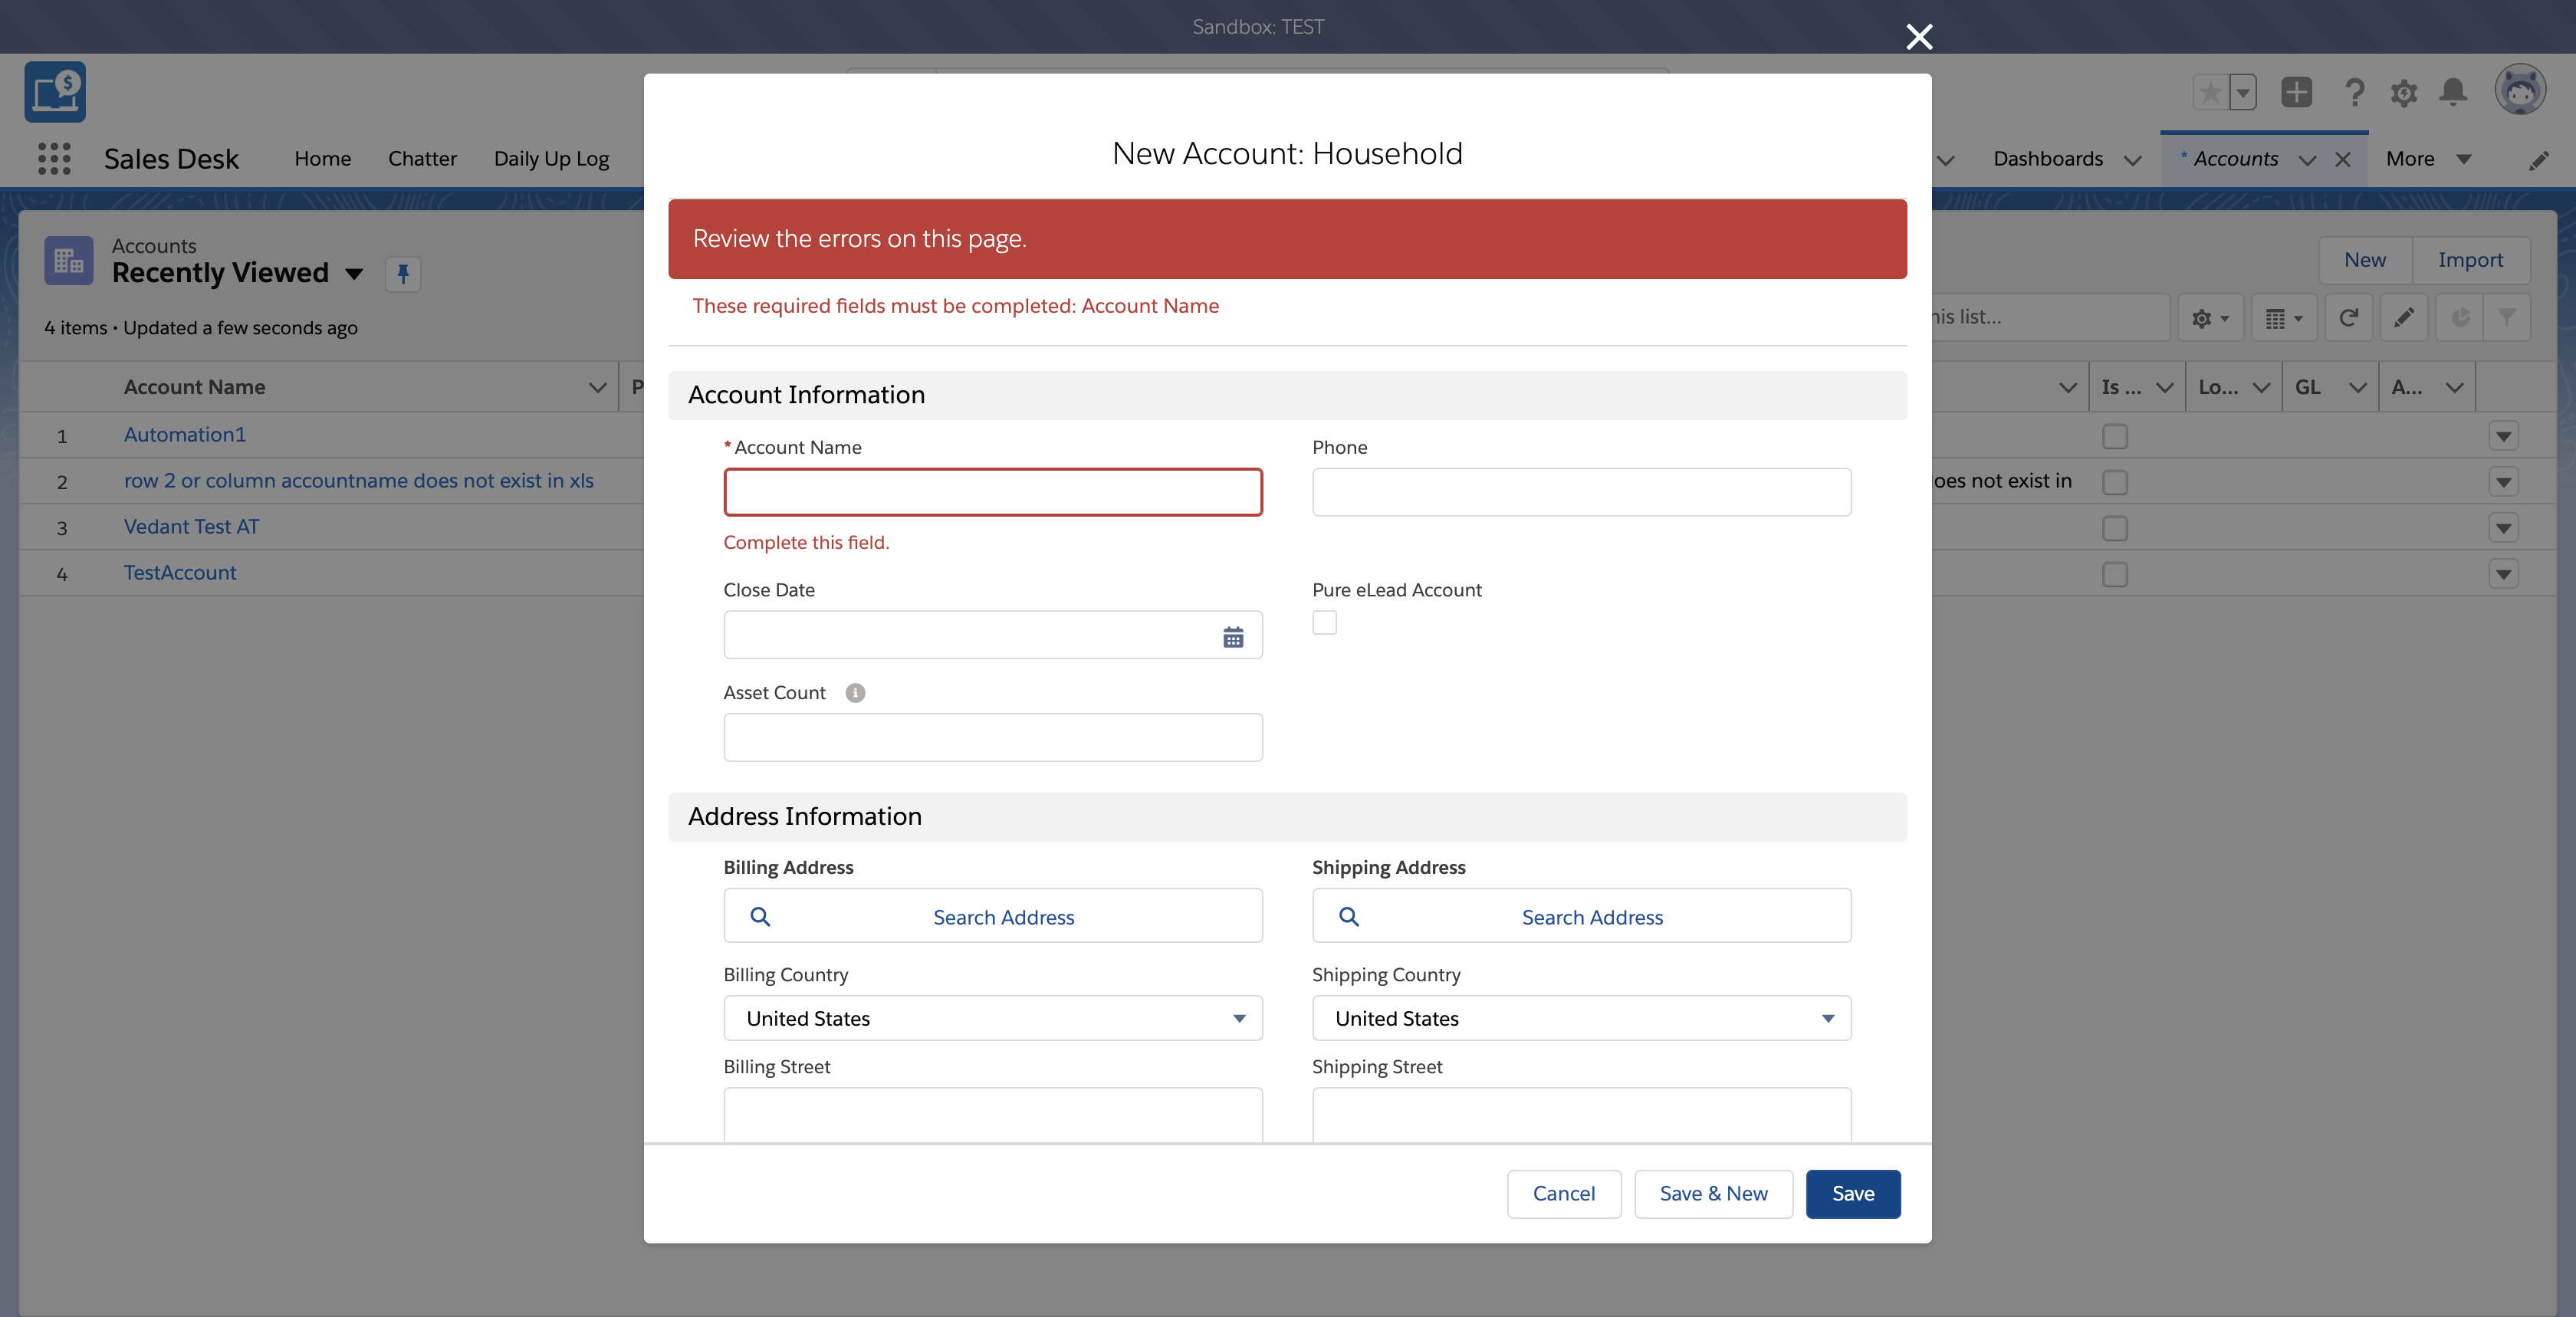 Sandbox: TEST
Sales Desk
Home
Chatter
Daily Up Log
Dashboards
* Accounts
More
Accounts
Recently Viewed
4 items • Updated a few seconds ago
New
Import
his list...
Account Name
P
Is ...
Lo...
GL
A...
1
Automation1
2
row 2 or column accountname does not exist in xls
oes not exist in
3
Vedant Test AT
4
TestAccount
New Account: Household
Review the errors on this page.
These required fields must be completed: Account Name
Account Information
* Account Name
Phone
Complete this field.
Close Date
Pure eLead Account
Asset Count
Address Information
Billing Address
Shipping Address
Search Address
Search Address
Billing Country
Shipping Country
United States
United States
Billing Street
Shipping Street
Cancel
Save & New
Save